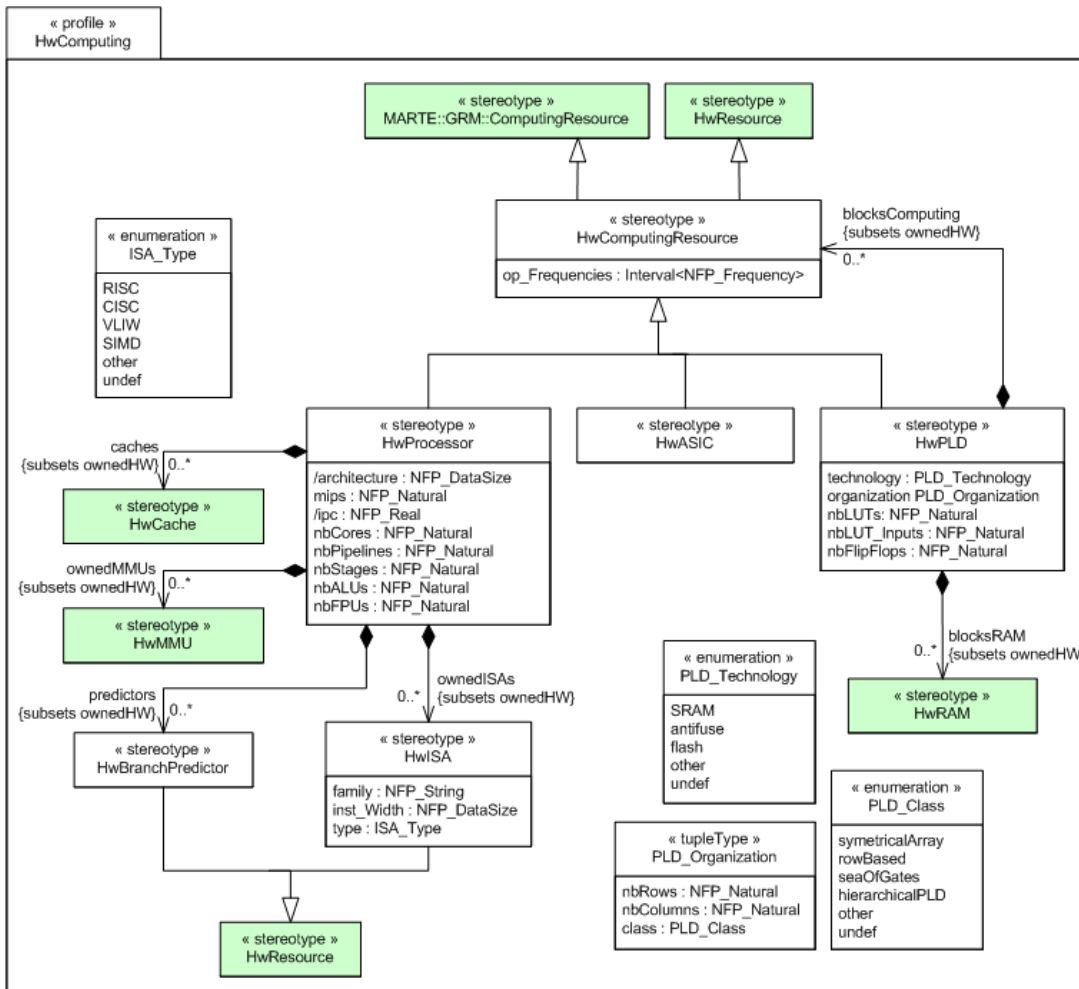 « profile »
HwComputing
« stereotype »
MARTE::GRM::ComputingResource
« stereotype »
HwResource
« stereotype »
HwComputingResource
op_Frequencies : Interval<NFP_Frequency>
blocksComputing
{subsets ownedHW}
0..*
« enumeration »
ISA_Type
RISC
CISC
VLIW
SIMD
other
undef
« stereotype »
HwProcessor
/architecture : NFP_DataSize
mips : NFP_Natural
/ipc : NFP_Real
nbCores : NFP_Natural
nbPipelines : NFP_Natural
nbStages : NFP_Natural
nbALUs : NFP_Natural
nbFPUs : NFP_Natural
« stereotype »
HwASIC
« stereotype »
HwPLD
technology : PLD_Technology
organization PLD_Organization
nbLUTs: NFP_Natural
nbLUT_Inputs : NFP_Natural
nbFlipFlops : NFP_Natural
caches
{subsets ownedHW}
0..*
« stereotype »
HwCache
ownedMMUs
{subsets ownedHW}
0..*
« stereotype »
HwMMU
predictors
{subsets ownedHW}
0..*
« stereotype »
HwBranchPredictor
ownedISAs
{subsets ownedHW}
0..*
« stereotype »
HwISA
family : NFP_String
inst_Width : NFP_DataSize
type : ISA_Type
« stereotype »
HwResource
« enumeration »
PLD_Technology
SRAM
antifuse
flash
other
undef
blocksRAM
{subsets ownedHW
0..*
« stereotype »
HwRAM
« tupleType »
PLD_Organization
nbRows : NFP_Natural
nbColumns : NFP_Natural
class : PLD_Class
« enumeration »
PLD_Class
symetricalArray
rowBased
seaOfGates
hierarchicalPLD
other
undef